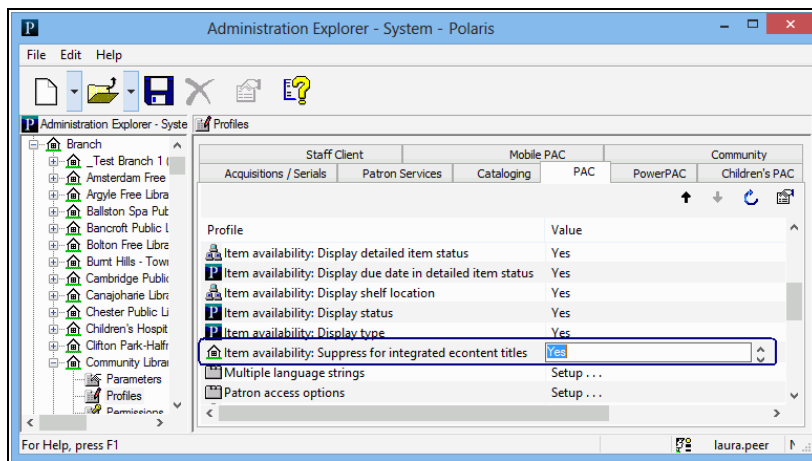 Administration Explorer - System - Polaris
File Edit Help
Administration Explorer - Syste
Profiles
Branch
_Test Branch 1 (
Amsterdam Free
Argyle Free Libra
Ballston Spa Pub
Bancroft Public L
Bolton Free Libra
Burnt Hills - Town
Cambridge Public
Canajoharie Libra
Chester Public Li
Children's Hospit
Clifton Park-Halfn
Community Librar
Parameters
Profiles
Permissions
Staff Client Mobile PAC Community
Acquisitions / Serials Patron Services Cataloging PAC PowerPAC Children's PAC
Profile Value
Item availability: Display detailed item status Yes
Item availability: Display due date in detailed item status Yes
Item availability: Display shelf location Yes
Item availability: Display status Yes
Item availability: Display type Yes
Item availability: Suppress for integrated econtent titles Yes
Multiple language strings Setup . . .
Patron access options Setup . . .
For Help, press F1
laura.peer